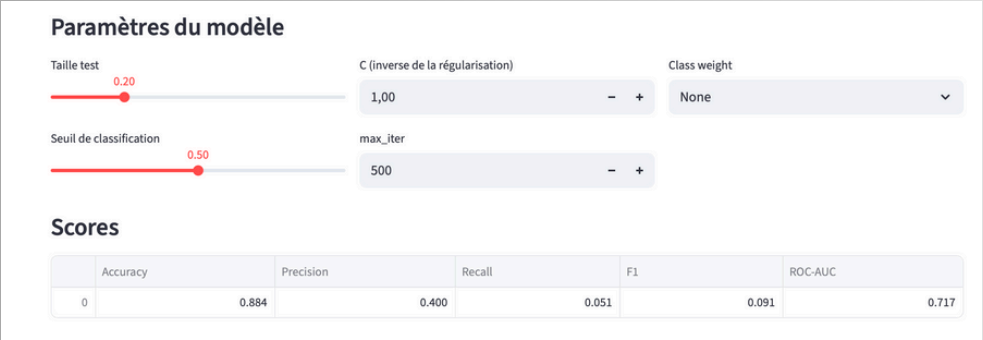 Paramètres du modèle
Taille test
C (inverse de la régularisation)
Class weight
0.20
1,00
− +
None
Seuil de classification
max_iter
0.50
500
− +
Scores
Accuracy Precision Recall F1 ROC-AUC
0 0.884 0.400 0.051 0.091 0.717